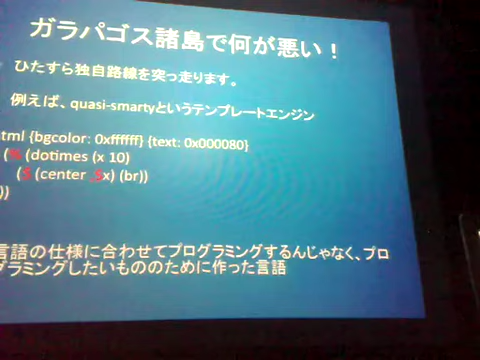 ガラパゴス諸島で何が悪い！
ひたすら独自路線を突っ走ります。
例えば、quasi-smartyというテンプレートエンジン
tml {bgcolor: 0xffffff} {text: 0x000080}
(dotimes (x 10)
(center x) (br))
))
言語の仕様に合わせてプログラミングするんじゃなく、プロ
グラミングしたいもののために作った言語